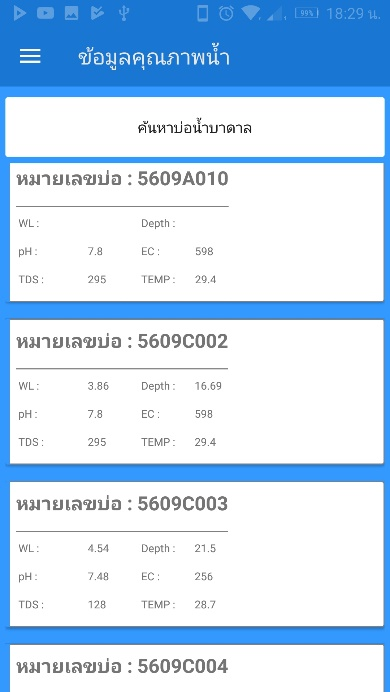 99% 18:29 น.
ข้อมูลคุณภาพน้ำ
ค้นหาบ่อน้ำบาดาล
หมายเลขบ่อ : 5609A010
WL : Depth :
pH : 7.8 EC : 598
TDS : 295 TEMP : 29.4
หมายเลขบ่อ : 5609C002
WL : 3.86 Depth : 16.69
pH : 7.8 EC : 598
TDS : 295 TEMP : 29.4
หมายเลขบ่อ : 5609C003
WL : 4.54 Depth : 21.5
pH : 7.48 EC : 256
TDS : 128 TEMP : 28.7
หมายเลขบ่อ : 5609C004